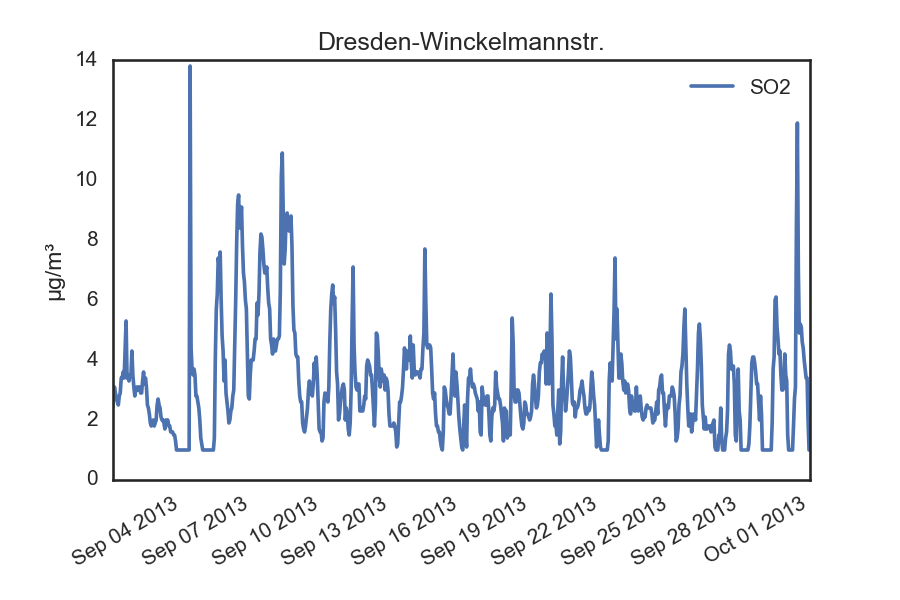 Dresden-Winckelmannstr.
14
12
10
8
6
4
2
0
µg/m³
SO2
Sep 04 2013
Sep 07 2013
Sep 10 2013
Sep 13 2013
Sep 16 2013
Sep 19 2013
Sep 22 2013
Sep 25 2013
Sep 28 2013
Oct 01 2013